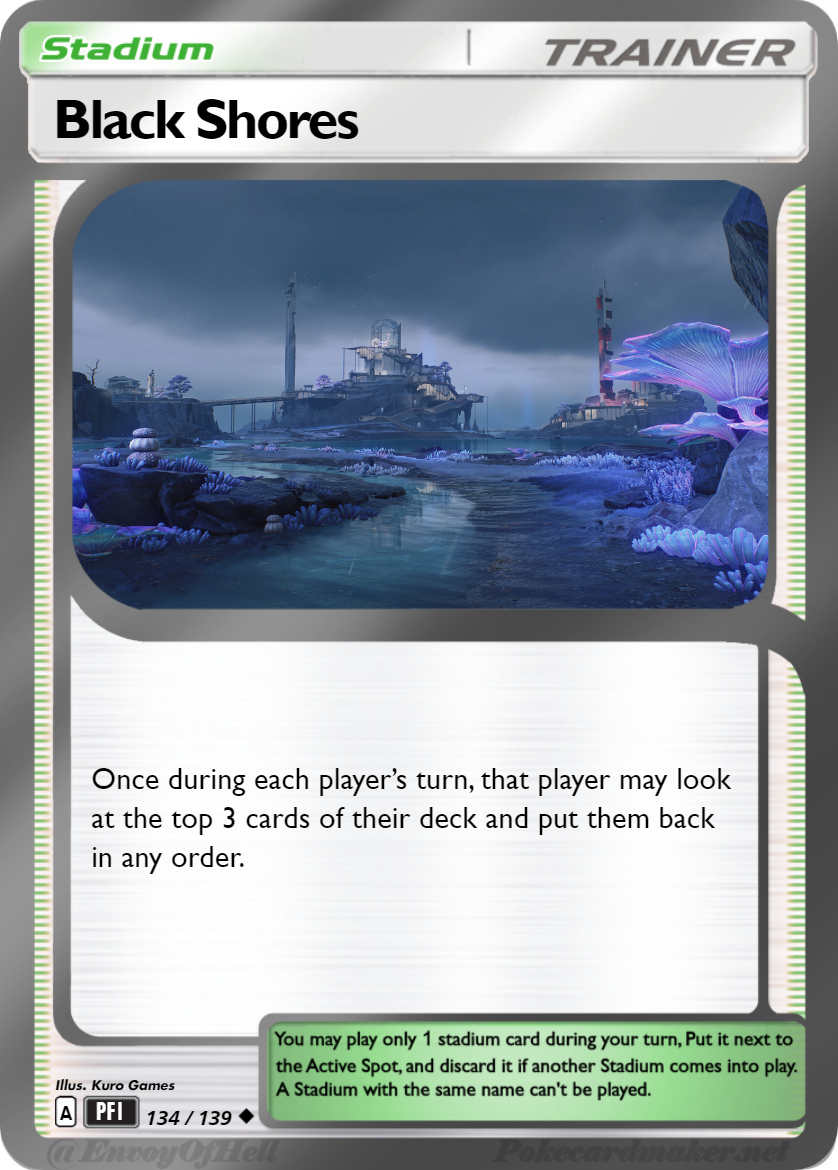 Stadium
TRAINER
Black Shores
Once during each player's turn, that player may look
at the top 3 cards of their deck and put them back
in any order.
You may play only 1 stadium card during your turn, Put it next to
the Active Spot, and discard it if another Stadium comes into play.
A Stadium with the same name can't be played.
Illus. Kuro Games
A PFI 134 / 139
@EnvoyOfHell
Pokecardmaker.net